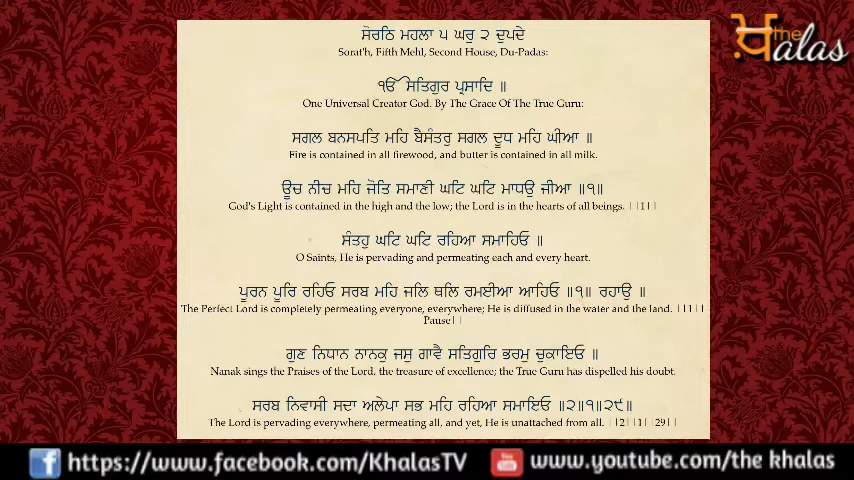 the
ਖalas
ਸੋਰਠਿ ਮਹਲਾ ੫ ਘਰੁ ੨ ਦੁਪਦੇ
Sorat'h, Fifth Mehl, Second House, Du-Padas:
ੴ ਸਤਿਗੁਰ ਪ੍ਰਸਾਦਿ ॥
One Universal Creator God. By The Grace Of The True Guru:
ਸਗਲ ਬਨਸਪਤਿ ਮਹਿ ਬੈਸੰਤਰੁ ਸਗਲ ਦੂਧ ਮਹਿ ਘੀਆ ॥
Fire is contained in all firewood, and butter is contained in all milk.
ਊਚ ਨੀਚ ਮਹਿ ਜੋਤਿ ਸਮਾਣੀ ਘਟਿ ਘਟਿ ਮਾਧਉ ਜੀਆ ॥੧॥
God's Light is contained in the high and the low; the Lord is in the hearts of all beings. ||1||
ਸੰਤਹੁ ਘਟਿ ਘਟਿ ਰਹਿਆ ਸਮਾਹਿਓ ॥
O Saints, He is pervading and permeating each and every heart.
ਪੂਰਨ ਪੂਰਿ ਰਹਿਓ ਸਰਬ ਮਹਿ ਜਲਿ ਥਲਿ ਰਮਈਆ ਆਹਿਓ ॥੧॥ ਰਹਾਉ ॥
The Perfect Lord is completely permeating everyone, everywhere; He is diffused in the water and the land. ||1||
Pause||
ਗੁਣ ਨਿਧਾਨ ਨਾਨਕੁ ਜਸੁ ਗਾਵੈ ਸਤਿਗੁਰਿ ਭਰਮੁ ਚੁਕਾਇਓ ॥
Nanak sings the Praises of the Lord, the treasure of excellence; the True Guru has dispelled his doubt.
ਸਰਬ ਨਿਵਾਸੀ ਸਦਾ ਅਲੇਪਾ ਸਭ ਮਹਿ ਰਹਿਆ ਸਮਾਇਓ ॥੨॥੧॥੨੯॥
The Lord is pervading everywhere, permeating all, and yet, He is unattached from all. ||2||1||29||
https://www.facebook.com/KhalasTV www.youtube.com/the khalas